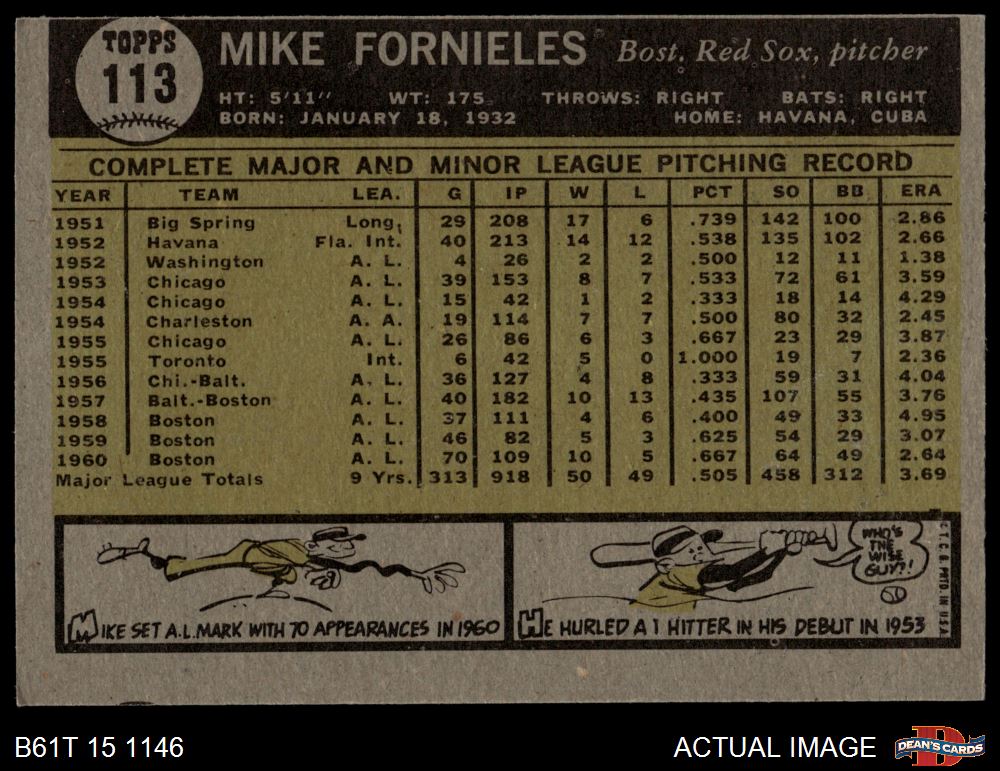 TOPPS
113
MIKE FORNIELES Bost. Red Sox, pitcher
HT: 5'11" WT: 175 THROWS: RIGHT BATS: RIGHT
BORN: JANUARY 18, 1932 HOME: HAVANA, CUBA
COMPLETE MAJOR AND MINOR LEAGUE PITCHING RECORD
YEAR TEAM LEA. G IP W L PCT SO BB ERA
1951 Big Spring Long. 29 208 17 6 .739 142 100 2.86
1952 Havana Fla. Int. 40 213 14 12 .538 135 102 2.66
1952 Washington A. L. 4 26 2 2 .500 12 11 1.38
1953 Chicago A. L. 39 153 8 7 .533 72 61 3.59
1954 Chicago A. L. 15 42 1 2 .333 18 14 4.29
1954 Charleston A. A. 19 114 7 7 .500 80 32 2.45
1955 Chicago A. L. 26 86 6 3 .667 23 29 3.87
1955 Toronto Int. 6 42 5 0 1.000 19 7 2.36
1956 Chi.-Balt. A. L. 36 127 4 8 .333 59 31 4.04
1957 Balt.-Boston A. L. 40 182 10 13 .435 107 55 3.76
1958 Boston A. L. 37 111 4 6 .400 49 33 4.95
1959 Boston A. L. 46 82 5 3 .625 54 29 3.07
1960 Boston A. L. 70 109 10 5 .667 64 49 2.64
Major League Totals 9 Yrs. 313 918 50 49 .505 458 312 3.69
MIKE SET A.L. MARK WITH 70 APPEARANCES IN 1960
WHO'S
THE
WISE
GUY?!
HE HURLED A 1 HITTER IN HIS DEBUT IN 1953
© T. C. G. PRTD. IN U.S.A.
B61T 15 1146
ACTUAL IMAGE
D
DEAN'S CARDS